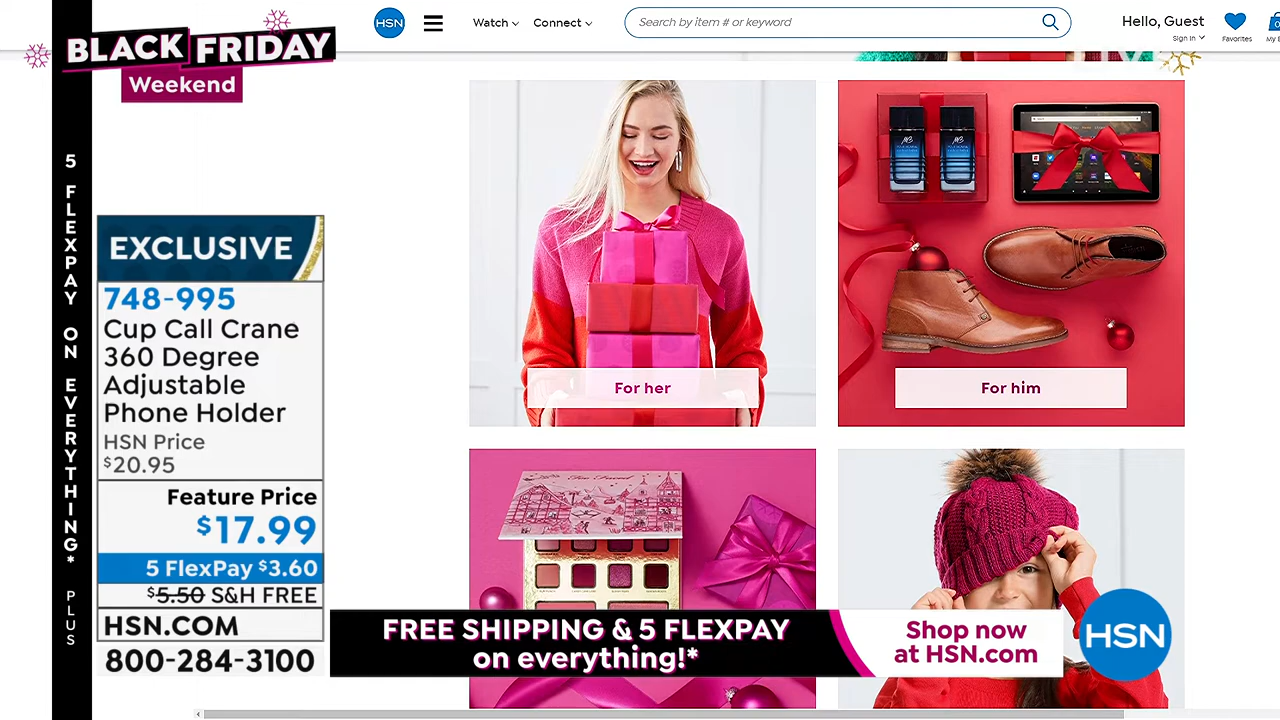 BLACK FRIDAY
Weekend
HSN
Watch
Connect
Search by item # or keyword
Hello, Guest
Sign In
Favorites
0
5 FLEXPAY ON EVERYTHING* PLUS
EXCLUSIVE
748-995
Cup Call Crane
360 Degree
Adjustable
Phone Holder
HSN Price
$20.95
Feature Price
$17.99
5 FlexPay $3.60
$5.50 S&H FREE
HSN.COM
800-284-3100
For her
For him
FREE SHIPPING & 5 FLEXPAY
on everything!*
Shop now
at HSN.com
HSN